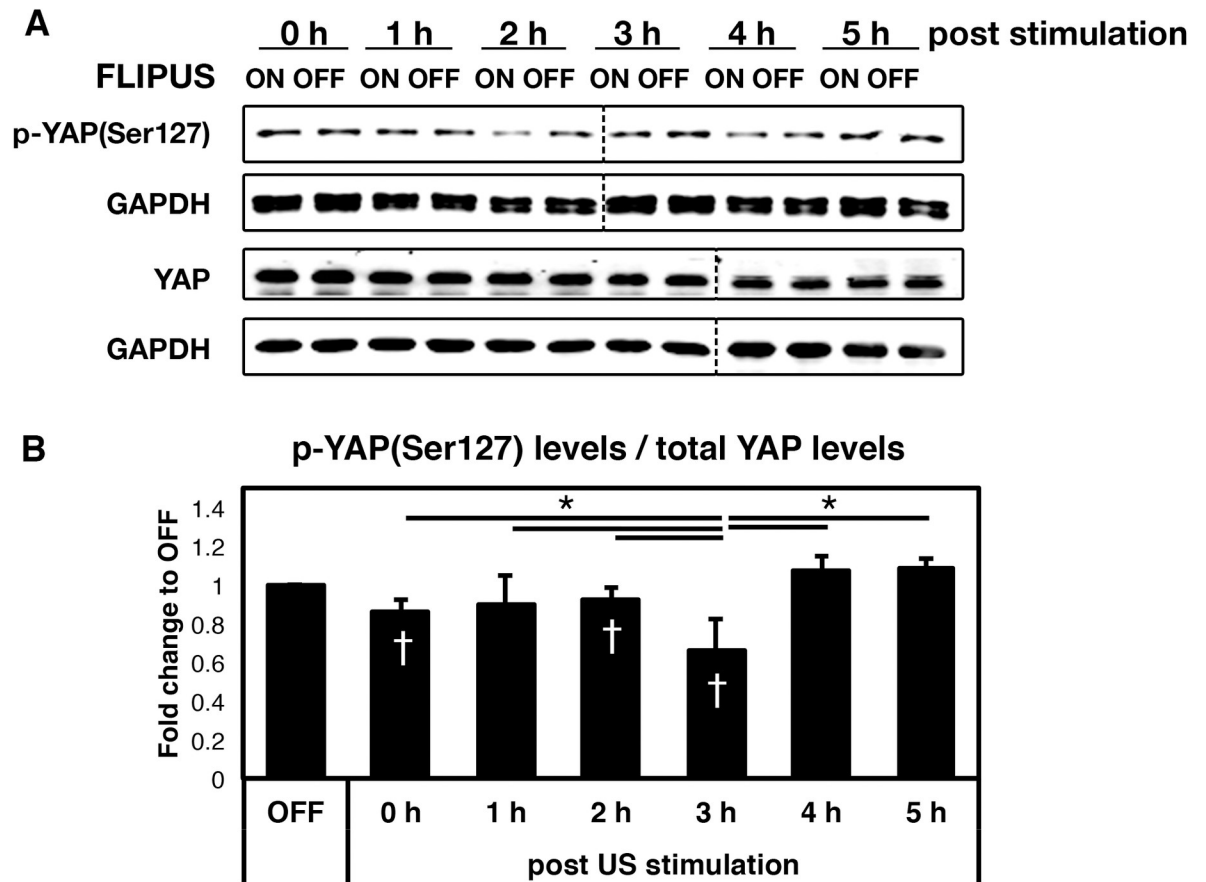 A
0 h 1 h 2 h 3 h 4 h 5 h post stimulation
FLIPUS ON OFF ON OFF ON OFF ON OFF ON OFF ON OFF
p-YAP(Ser127)
GAPDH
YAP
GAPDH
B
p-YAP(Ser127) levels / total YAP levels
Fold change to OFF
1.4
1.2
1
0.8
0.6
0.4
0.2
0
* *
† † †
OFF 0 h 1 h 2 h 3 h 4 h 5 h
post US stimulation